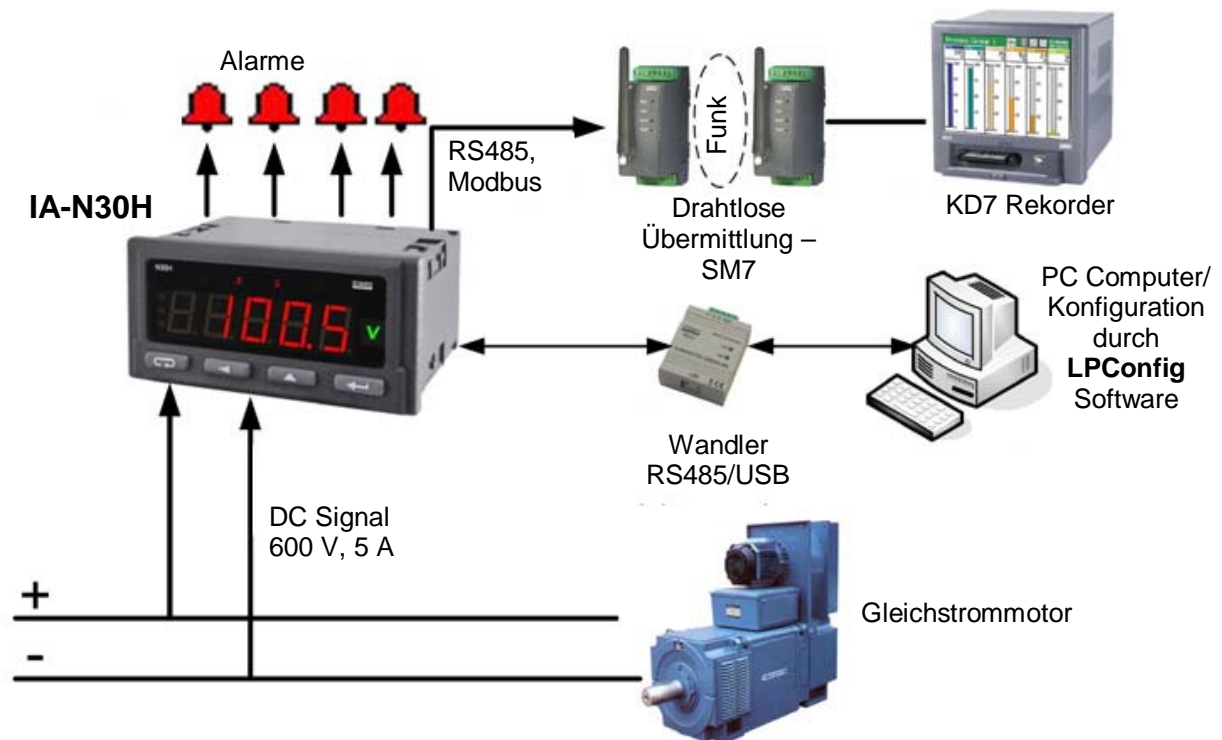 Alarme
RS485,
Modbus
Funk
IA-N30H
Drahtlose
Übermittlung –
SM7
KD7 Rekorder
N30H
100.5
V
PC Computer/
Konfiguration
durch
LPConfig
Software
Wandler
RS485/USB
DC Signal
600 V, 5 A
+
-
Gleichstrommotor